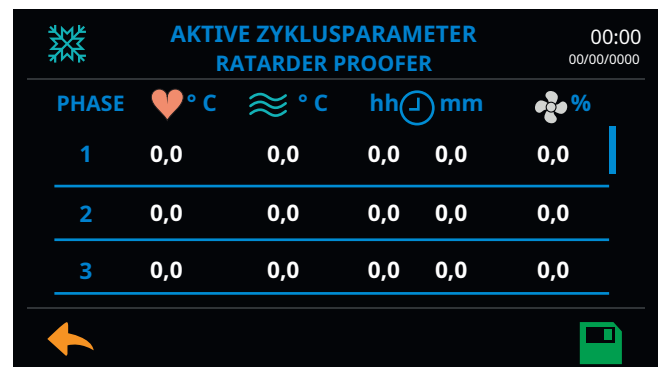 AKTIVE ZYKLUSPARAMETER
RATARDER PROOFER
00:00
00/00/0000
PHASE ° C ° C hh mm %
1 0,0 0,0 0,0 0,0 0,0
2 0,0 0,0 0,0 0,0 0,0
3 0,0 0,0 0,0 0,0 0,0